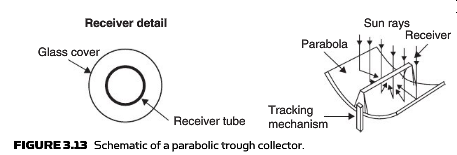 Receiver detail
Glass cover
Receiver tube
Sun rays
Parabola
Receiver
Tracking
mechanism
FIGURE 3.13 Schematic of a parabolic trough collector.